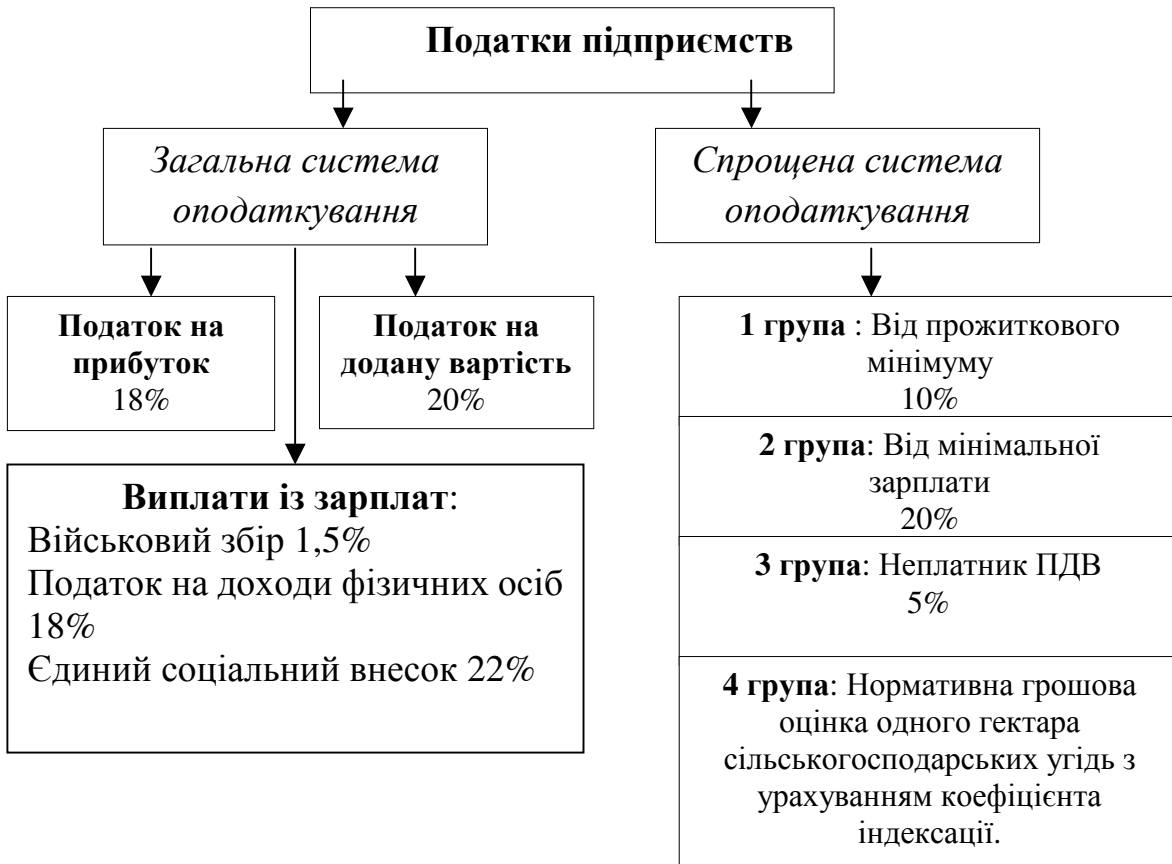 Податки підприємств
Загальна система
оподаткування
Спрощена система
оподаткування
Податок на
прибуток
18%
Податок на
додану вартість
20%
Виплати із зарплат:
Військовий збір 1,5%
Податок на доходи фізичних осіб
18%
Єдиний соціальний внесок 22%
1 група : Від прожиткового
мінімуму
10%
2 група: Від мінімальної
зарплати
20%
3 група: Неплатник ПДВ
5%
4 група: Нормативна грошова
оцінка одного гектара
сільськогосподарських угідь з
урахуванням коефіцієнта
індексації.